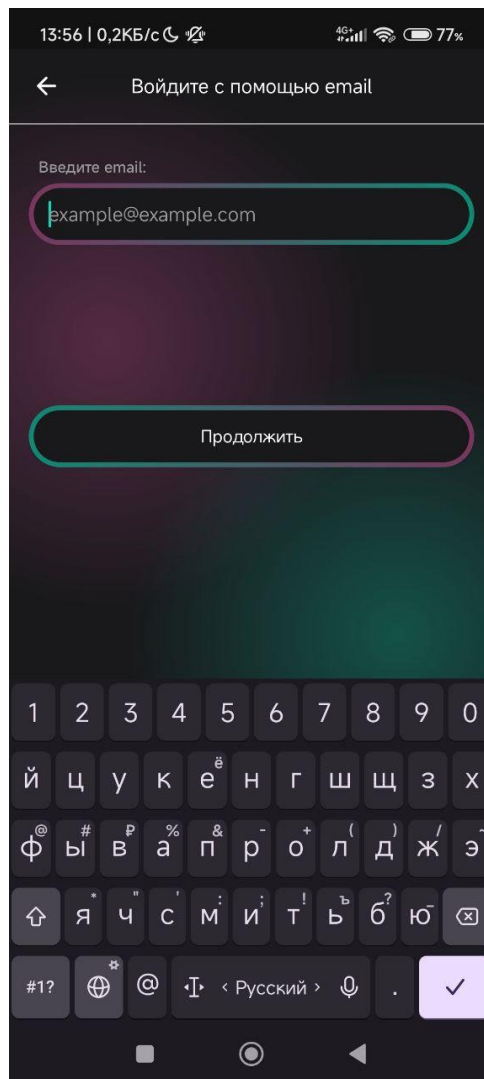 13:56 | 0,2КБ/с 4G+ 77%
Войдите с помощью email
Введите email:
example@example.com
Продолжить
1 2 3 4 5 6 7 8 9 0
й ц у к е ё н г ш щ з х
ф @ ы # в ₽ а % п & р - о + л ( д ) ж / э ~
я * ч " с ' м : и ; т ! ь ъ б ? ю
#1? @ < Русский > .